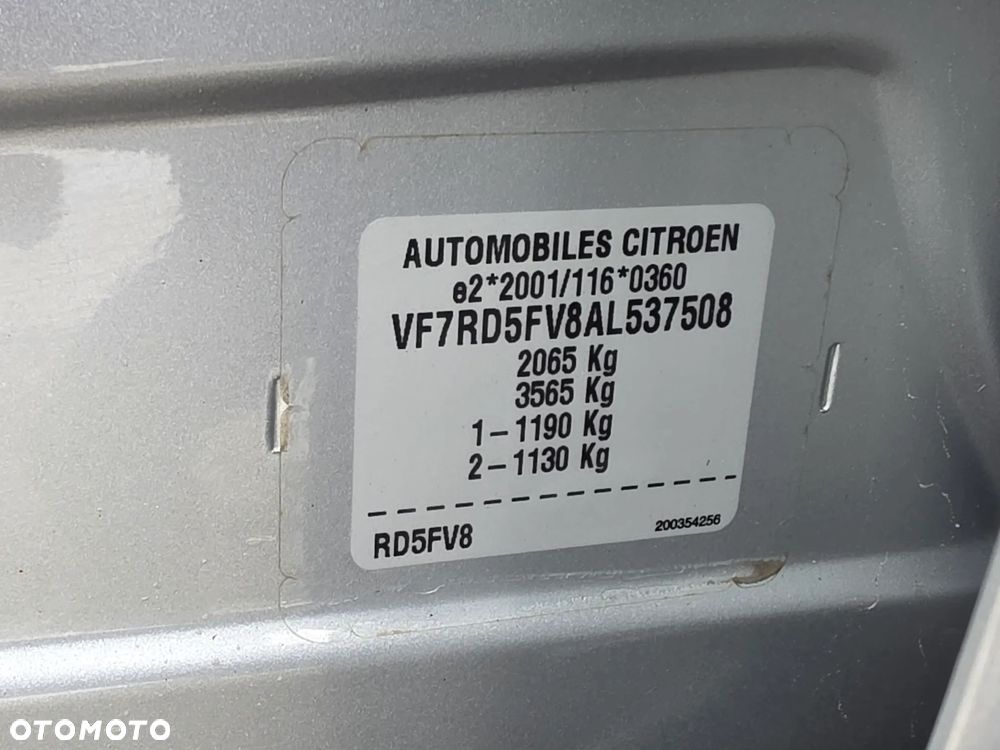 AUTOMOBILES CITROEN
e2*2001/116*0360
VF7RD5FV8AL537508
2065 Kg
3565 Kg
1-1190 Kg
2-1130 Kg
RD5FV8
200354256
OTOMOTO